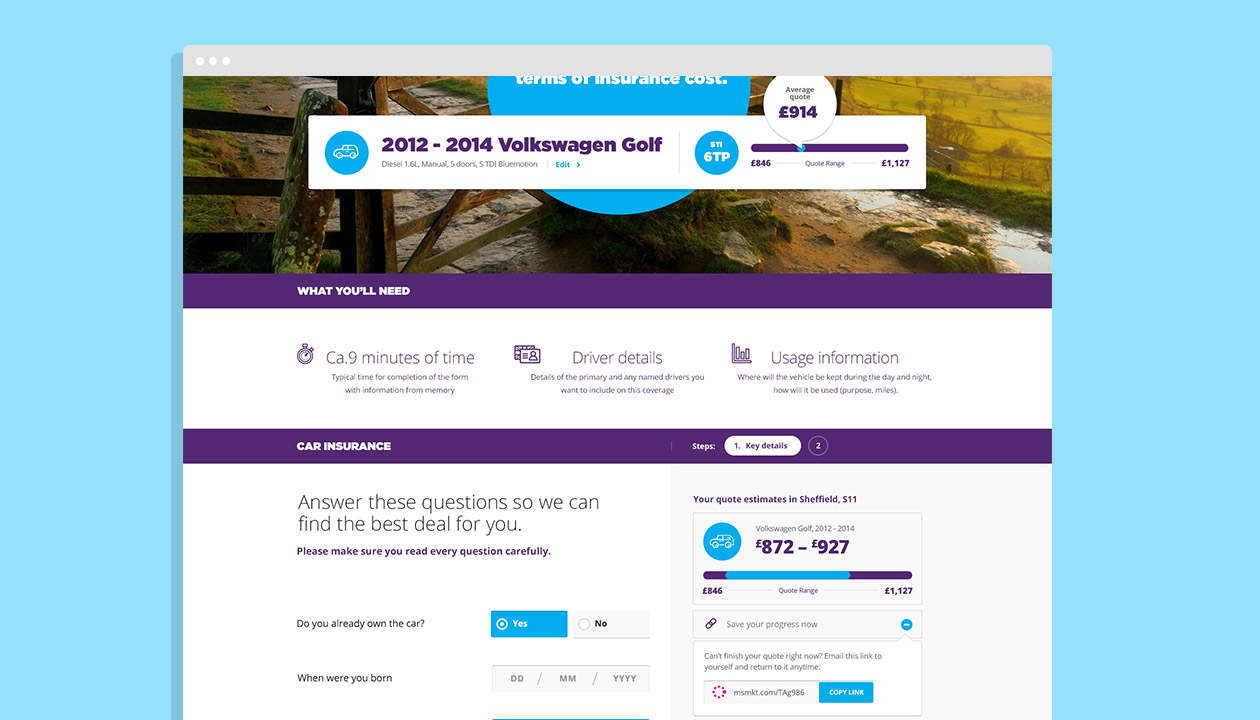 terms of insurance cost.
Average
quote
£914
2012 - 2014 Volkswagen Golf
Diesel 1.6L, Manual, 5 doors, S TDI Bluemotion
Edit >
S11
6TP
£846
Quote Range
£1,127
WHAT YOU'LL NEED
Ca.9 minutes of time
Typical time for completion of the form
with information from memory
Driver details
Details of the primary and any named drivers you
want to include on this coverage
Usage information
Where will the vehicle be kept during the day and night,
how will it be used (purpose, miles).
CAR INSURANCE
Steps:
1. Key details
2
Answer these questions so we can
find the best deal for you.
Please make sure you read every question carefully.
Do you already own the car?
Yes
No
When were you born
DD / MM / YYYY
Your quote estimates in Sheffield, S11
Volkswagen Golf, 2012 - 2014
£872 – £927
£846
Quote Range
£1,127
Save your progress now
Can't finish your quote right now? Email this link to
yourself and return to it anytime:
msmkt.com/TAg986
COPY LINK